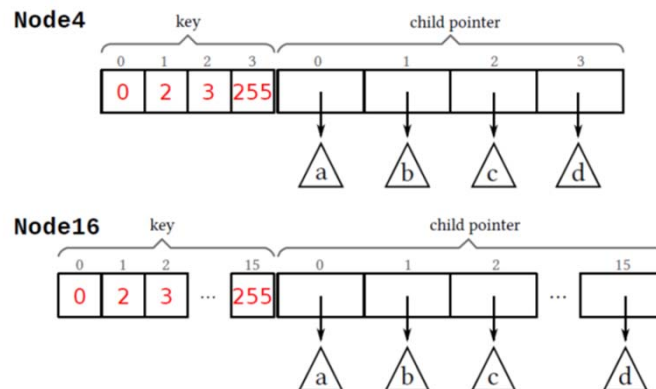 Node4
key child pointer
0 1 2 3 0 1 2 3
0 2 3 255
a b c d
Node16
key child pointer
0 1 2 15 0 1 2 15
0 2 3 ... 255 ...
a b c d